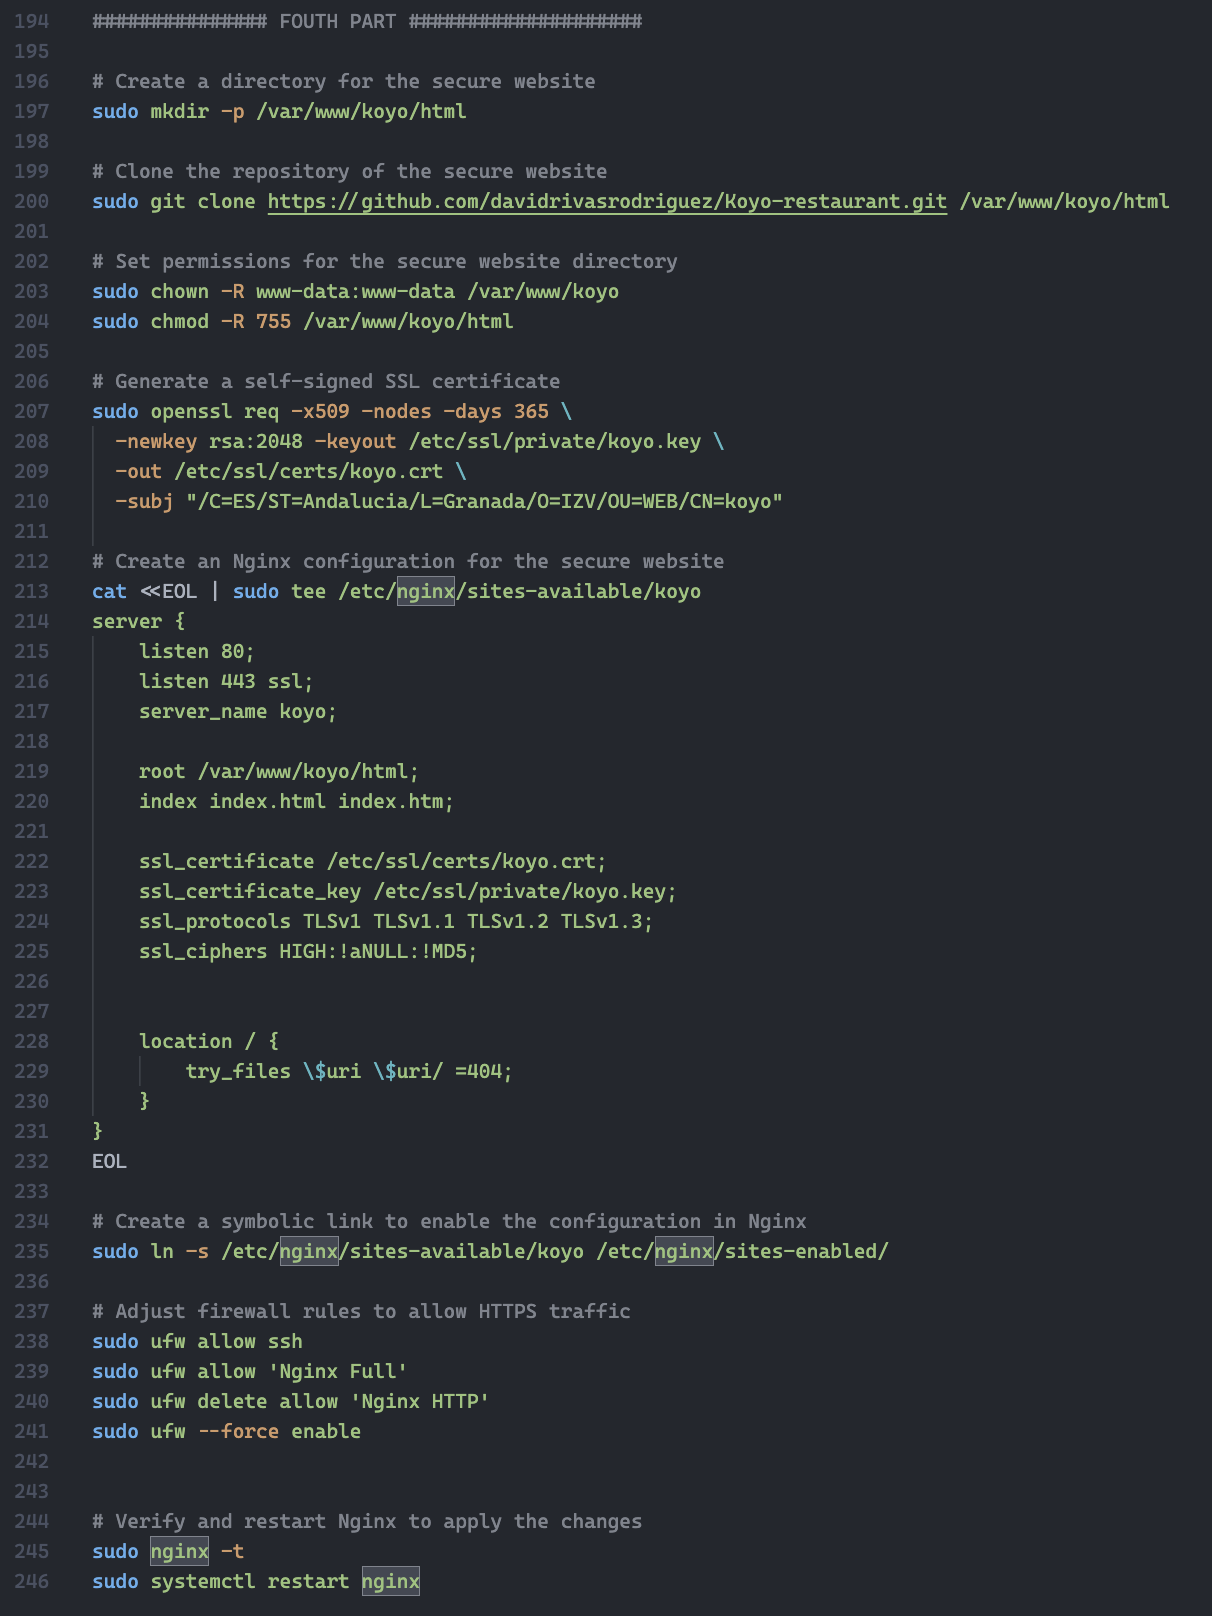 194 ############### FOUTH PART ####################
195
196 # Create a directory for the secure website
197 sudo mkdir -p /var/www/koyo/html
198
199 # Clone the repository of the secure website
200 sudo git clone https://github.com/davidrivasrodriguez/Koyo-restaurant.git /var/www/koyo/html
201
202 # Set permissions for the secure website directory
203 sudo chown -R www-data:www-data /var/www/koyo
204 sudo chmod -R 755 /var/www/koyo/html
205
206 # Generate a self-signed SSL certificate
207 sudo openssl req -x509 -nodes -days 365 \
208   -newkey rsa:2048 -keyout /etc/ssl/private/koyo.key \
209   -out /etc/ssl/certs/koyo.crt \
210   -subj "/C=ES/ST=Andalucia/L=Granada/O=IZV/OU=WEB/CN=koyo"
211
212 # Create an Nginx configuration for the secure website
213 cat <<EOL | sudo tee /etc/nginx/sites-available/koyo
214 server {
215     listen 80;
216     listen 443 ssl;
217     server_name koyo;
218
219     root /var/www/koyo/html;
220     index index.html index.htm;
221
222     ssl_certificate /etc/ssl/certs/koyo.crt;
223     ssl_certificate_key /etc/ssl/private/koyo.key;
224     ssl_protocols TLSv1 TLSv1.1 TLSv1.2 TLSv1.3;
225     ssl_ciphers HIGH:!aNULL:!MD5;
226
227
228     location / {
229         try_files \$uri \$uri/ =404;
230     }
231 }
232 EOL
233
234 # Create a symbolic link to enable the configuration in Nginx
235 sudo ln -s /etc/nginx/sites-available/koyo /etc/nginx/sites-enabled/
236
237 # Adjust firewall rules to allow HTTPS traffic
238 sudo ufw allow ssh
239 sudo ufw allow 'Nginx Full'
240 sudo ufw delete allow 'Nginx HTTP'
241 sudo ufw --force enable
242
243
244 # Verify and restart Nginx to apply the changes
245 sudo nginx -t
246 sudo systemctl restart nginx